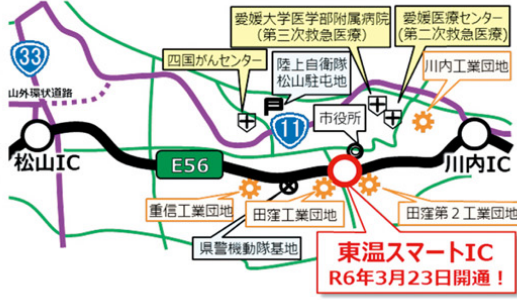 愛媛大学医学部附属病院
(第三次救急医療)
愛媛医療センター
(第二次救急医療)
33
四国がんセンター
陸上自衛隊
松山駐屯地
川内工業団地
山外環状道路
11
市役所
松山IC
川内IC
E56
重信工業団地
田窪工業団地
田窪第2工業団地
県警機動隊基地
東温スマートIC
R6年3月23日開通!